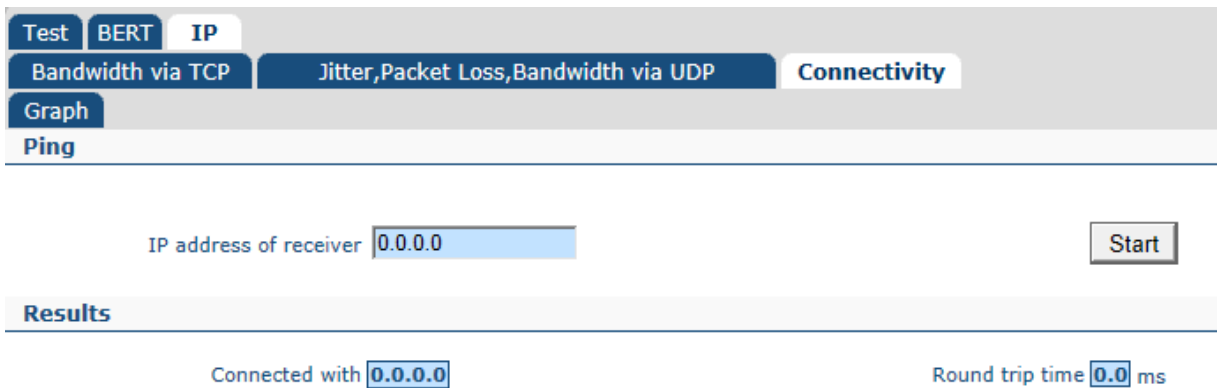 Test BERT IP
Bandwidth via TCP Jitter,Packet Loss,Bandwidth via UDP Connectivity
Graph
Ping
IP address of receiver 0.0.0.0 Start
Results
Connected with 0.0.0.0 Round trip time 0.0 ms